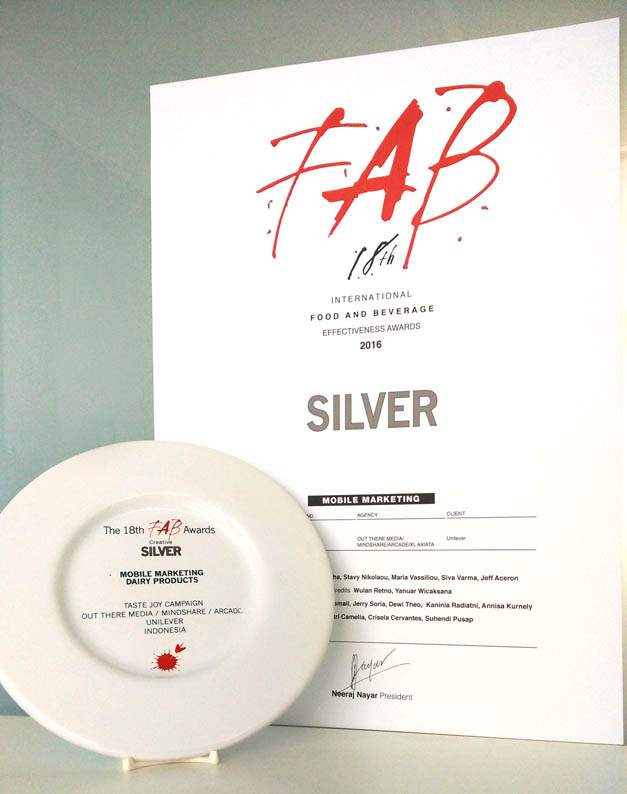 FAB
18th
INTERNATIONAL
FOOD AND BEVERAGE
EFFECTIVENESS AWARDS
2016
SILVER
MOBILE MARKETING
AGENCY CLIENT
OUT THERE MEDIA/ Unilever
MINDSHARE/ARCADE/XL AXIATA
Stavy Nikolaou, Maria Vassiliou, Siva Varma, Jeff Aceron
Wulan Retno, Yanuar Wicaksana
Jerry Soria, Dewi Theo, Kaninia Radiatni, Annisa Kurnely
Camelia, Crisela Cervantes, Suhendi Pusap
Nayar
Neeraj Nayar President
The 18th FAB Awards
Creative
SILVER
MOBILE MARKETING
DAIRY PRODUCTS
TASTE JOY CAMPAIGN
OUT THERE MEDIA / MINDSHARE / ARCADE
UNILEVER
INDONESIA